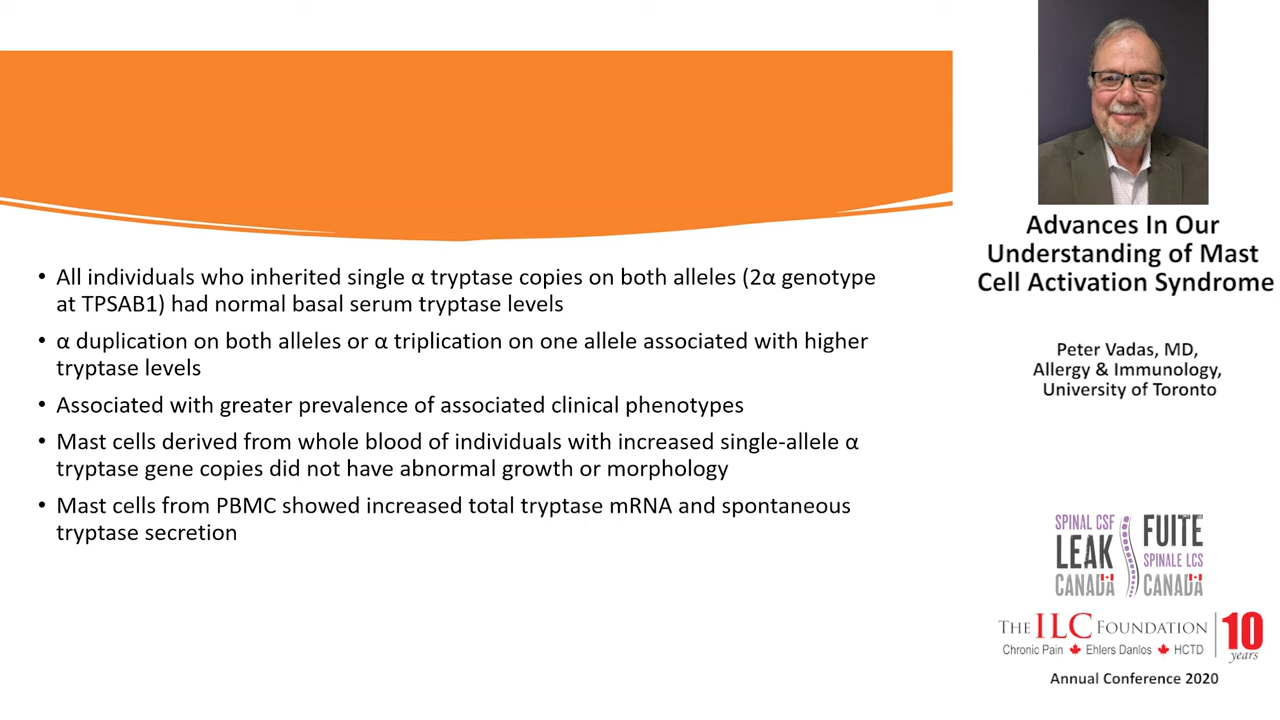 • All individuals who inherited single α tryptase copies on both alleles (2α genotype
at TPSAB1) had normal basal serum tryptase levels
• α duplication on both alleles or α triplication on one allele associated with higher
tryptase levels
• Associated with greater prevalence of associated clinical phenotypes
• Mast cells derived from whole blood of individuals with increased single-allele α
tryptase gene copies did not have abnormal growth or morphology
• Mast cells from PBMC showed increased total tryptase mRNA and spontaneous
tryptase secretion
Advances In Our
Understanding of Mast
Cell Activation Syndrome
Peter Vadas, MD,
Allergy & Immunology,
University of Toronto
SPINAL CSF
LEAK
CANADA
FUITE
SPINALE LCS
CANADA
THE ILC FOUNDATION
Chronic Pain Ehlers Danlos HCTD
10
years
Annual Conference 2020